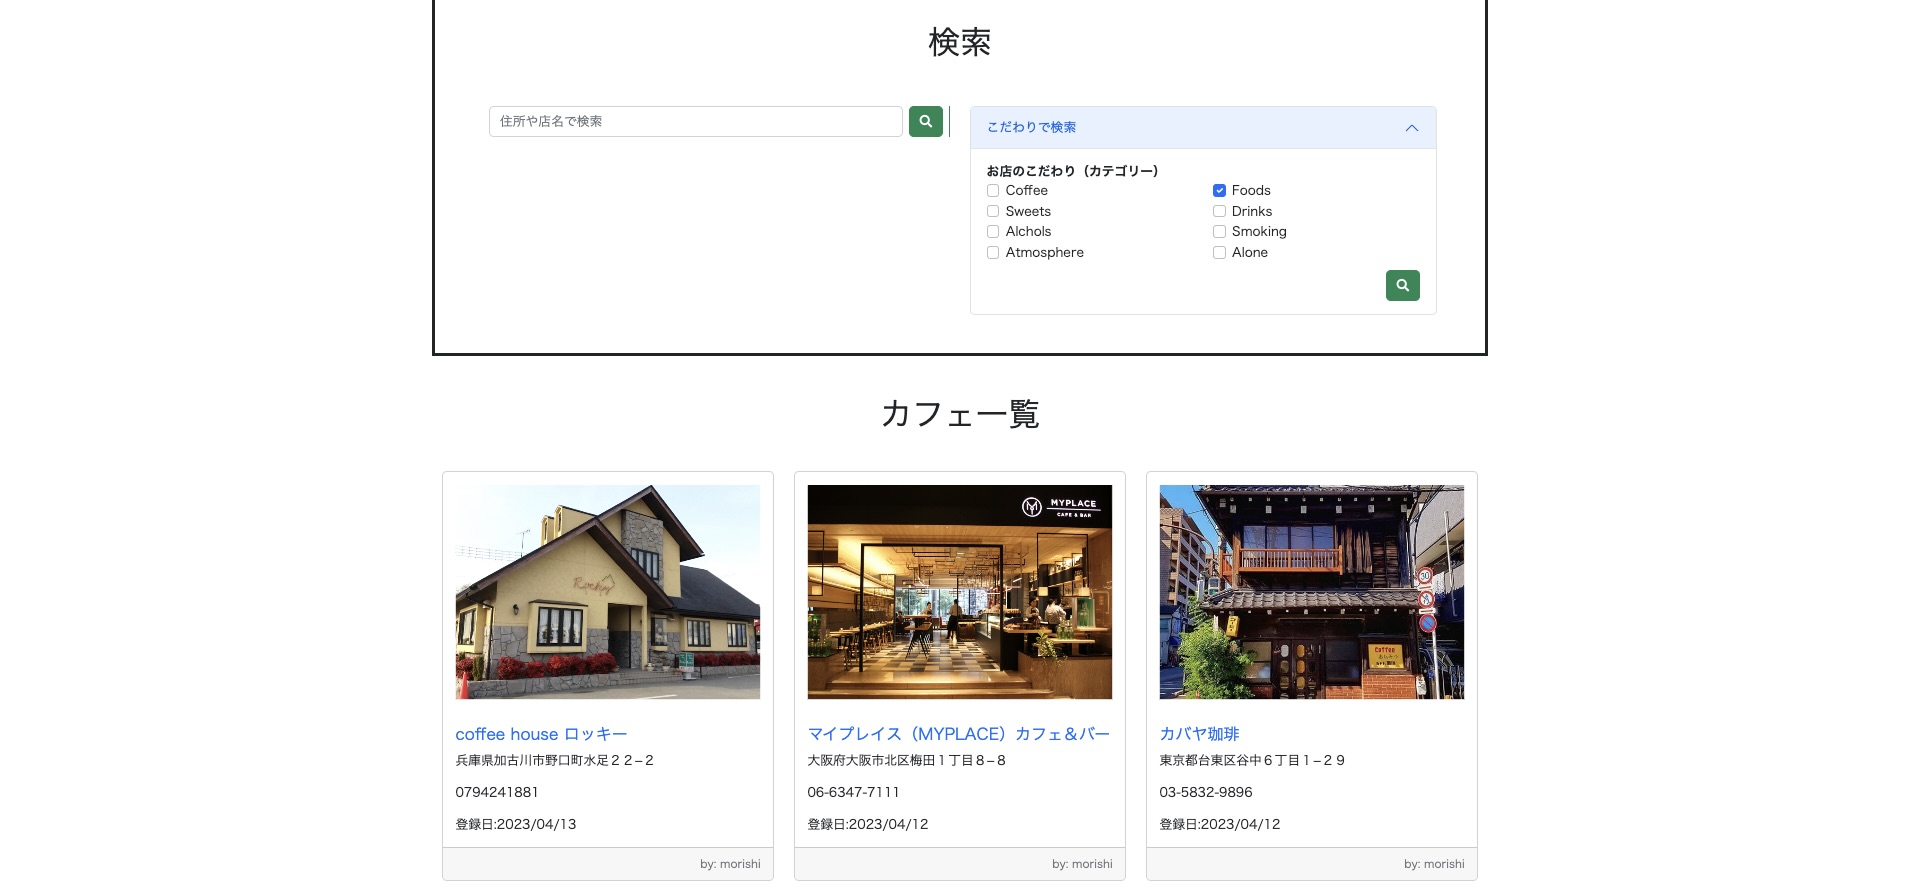 検索
住所や店名で検索
こだわりで検索
お店のこだわり（カテゴリー）
Coffee
Foods
Sweets
Drinks
Alchols
Smoking
Atmosphere
Alone
カフェ一覧
MYPLACE
CAFE & BAR
30
Coffee
coffee house ロッキー
兵庫県加古川市野口町水足２２−２
0794241881
登録日:2023/04/13
by: morishi
マイプレイス（MYPLACE）カフェ＆バー
大阪府大阪市北区梅田１丁目８−８
06-6347-7111
登録日:2023/04/12
by: morishi
カバヤ珈琲
東京都台東区谷中６丁目１−２９
03-5832-9896
登録日:2023/04/12
by: morishi